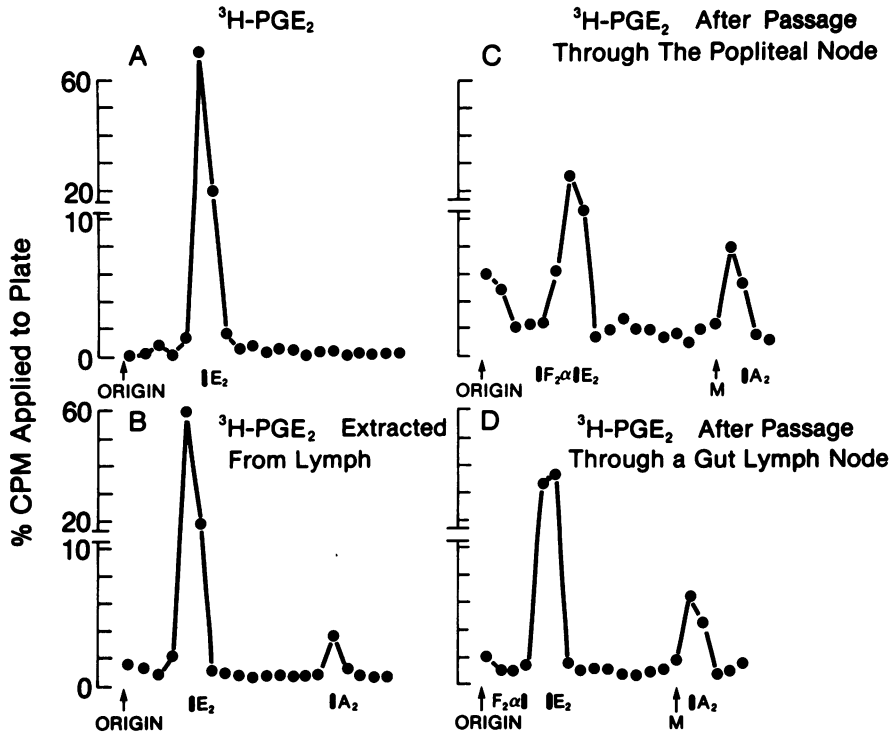 % CPM Applied to Plate
³H-PGE₂
A
60
20
10
0
ORIGIN
E₂
³H-PGE₂ After Passage
Through The Popliteal Node
C
ORIGIN
F₂α E₂
M
A₂
B
³H-PGE₂ Extracted
From Lymph
60
20
10
0
ORIGIN
E₂
A₂
D
³H-PGE₂ After Passage
Through a Gut Lymph Node
ORIGIN
F₂α
E₂
M
A₂